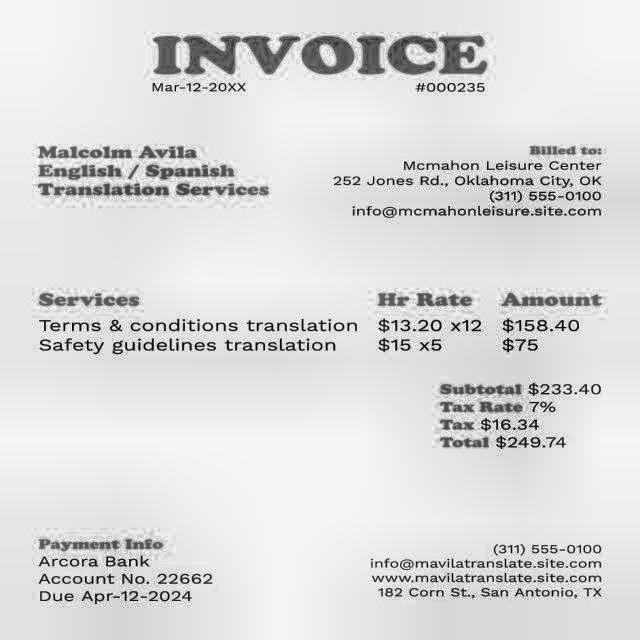 INVOICE
Mar-12-20XX #000235
Malcolm Avila
English / Spanish
Translation Services
Billed to:
Mcmahon Leisure Center
252 Jones Rd., Oklahoma City, OK
(311) 555-0100
info@mcmahonleisure.site.com
Services Hr Rate Amount
Terms & conditions translation $13.20 x12 $158.40
Safety guidelines translation $15 x5 $75
Subtotal $233.40
Tax Rate 7%
Tax $16.34
Total $249.74
Payment Info
Arcora Bank
Account No. 22662
Due Apr-12-2024
(311) 555-0100
info@mavilatranslate.site.com
www.mavilatranslate.site.com
182 Corn St., San Antonio, TX